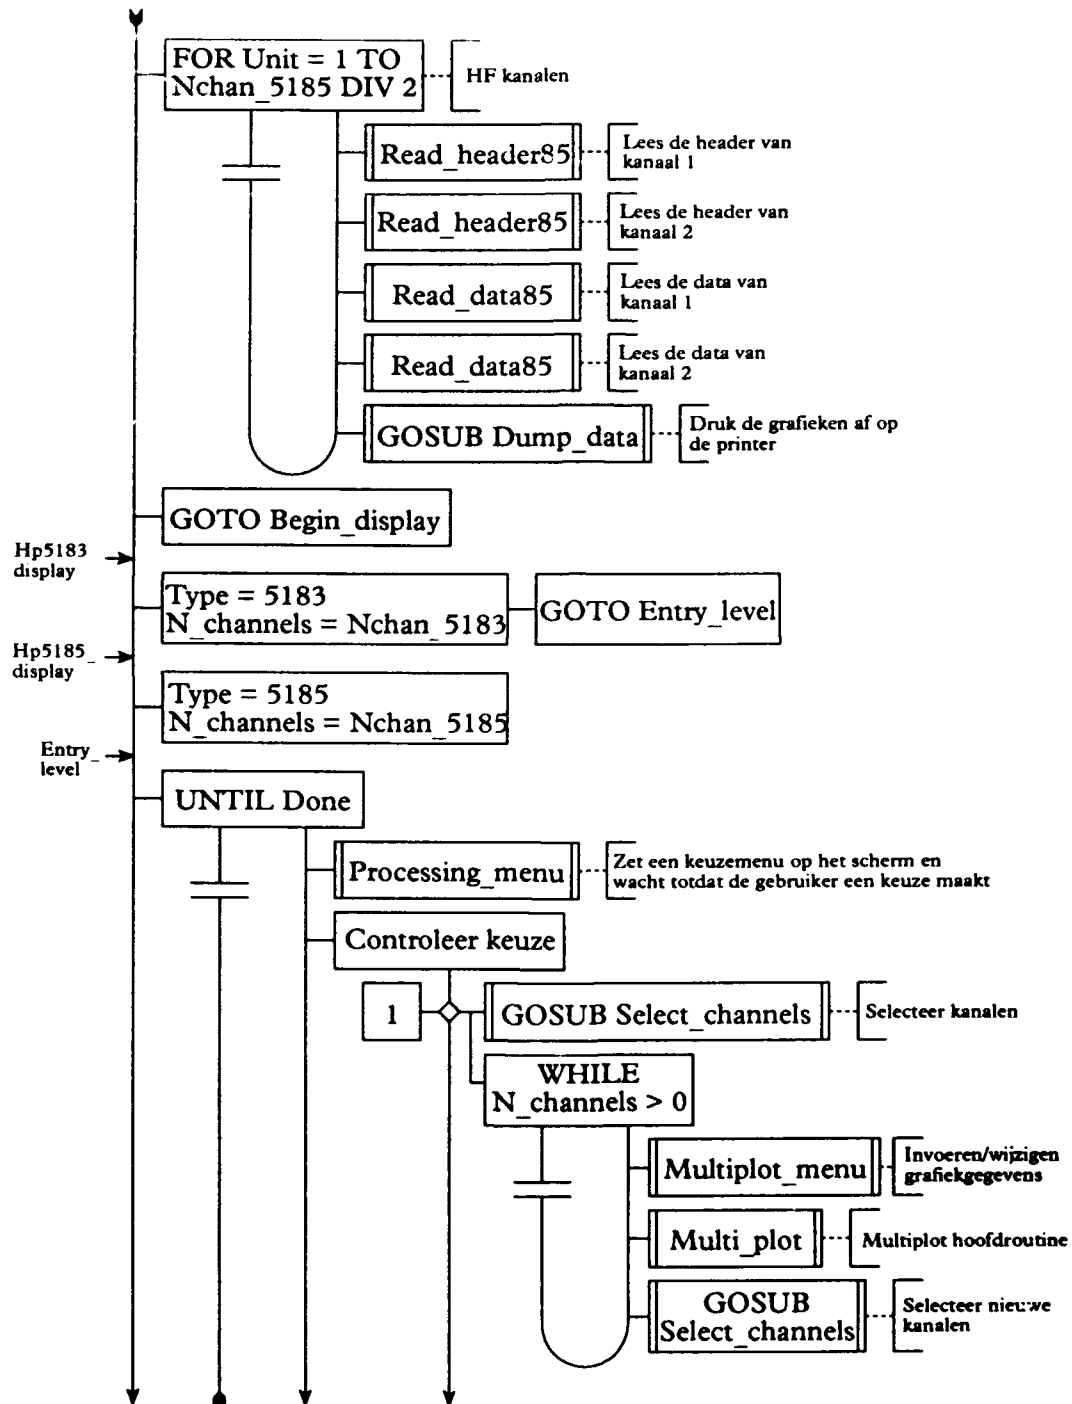 FOR Unit = 1 TO
Nchan_5185 DIV 2
HF kanalen
Read_header85
Lees de header van
kanaal 1
Read_header85
Lees de header van
kanaal 2
Read_data85
Lees de data van
kanaal 1
Read_data85
Lees de data van
kanaal 2
GOSUB Dump_data
Druk de grafieken af op
de printer
GOTO Begin_display
Hp5183
display
Type = 5183
N_channels = Nchan_5183
GOTO Entry_level
Hp5185_
display
Type = 5185
N_channels = Nchan_5185
Entry_
level
UNTIL Done
Processing_menu
Zet een keuzemenu op het scherm en
wacht totdat de gebruiker een keuze maakt
Controleer keuze
1
GOSUB Select_channels
Selecteer kanalen
WHILE
N_channels > 0
Multiplot_menu
Invoeren/wijzigen
grafiekgegevens
Multi_plot
Multiplot hoofdroutine
GOSUB
Select_channels
Selecteer nieuwe
kanalen